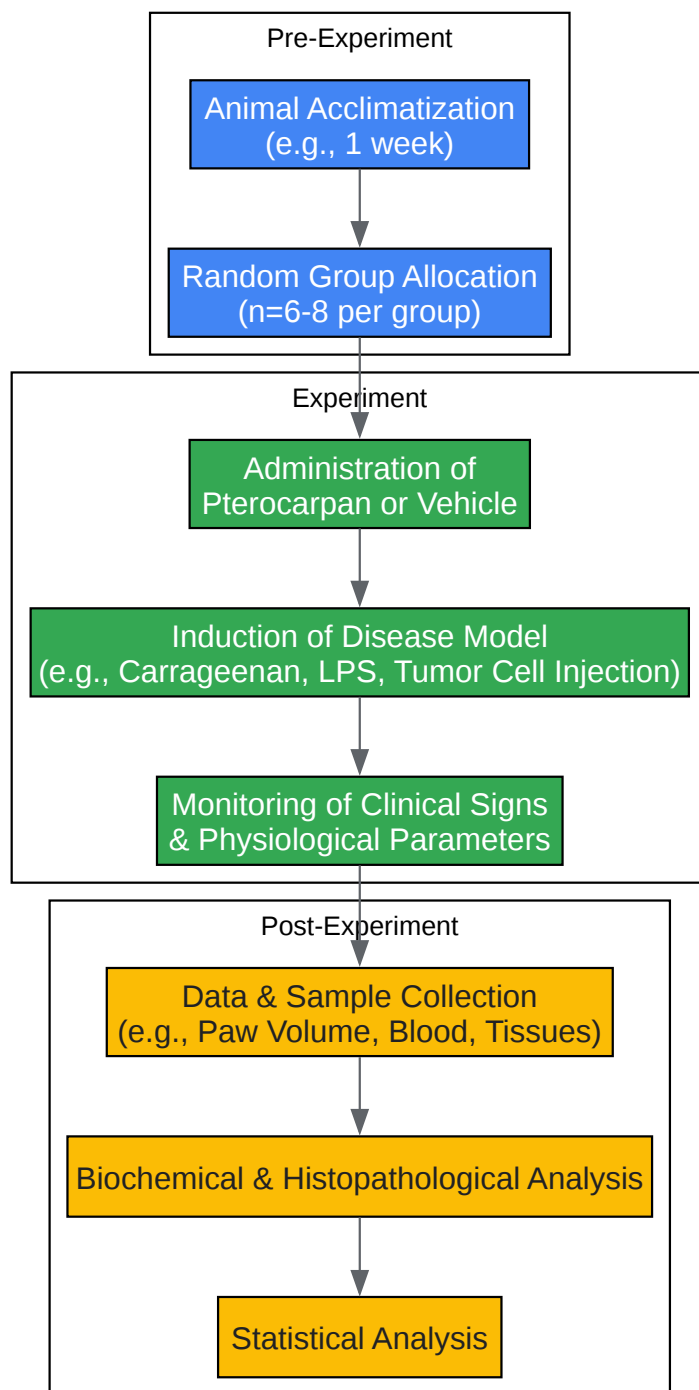 Pre-Experiment
Animal Acclimatization
(e.g., 1 week)
Random Group Allocation
(n=6-8 per group)
Experiment
Administration of
Pterocarpan or Vehicle
Induction of Disease Model
(e.g., Carrageenan, LPS, Tumor Cell Injection)
Monitoring of Clinical Signs
& Physiological Parameters
Post-Experiment
Data & Sample Collection
(e.g., Paw Volume, Blood, Tissues)
Biochemical & Histopathological Analysis
Statistical Analysis